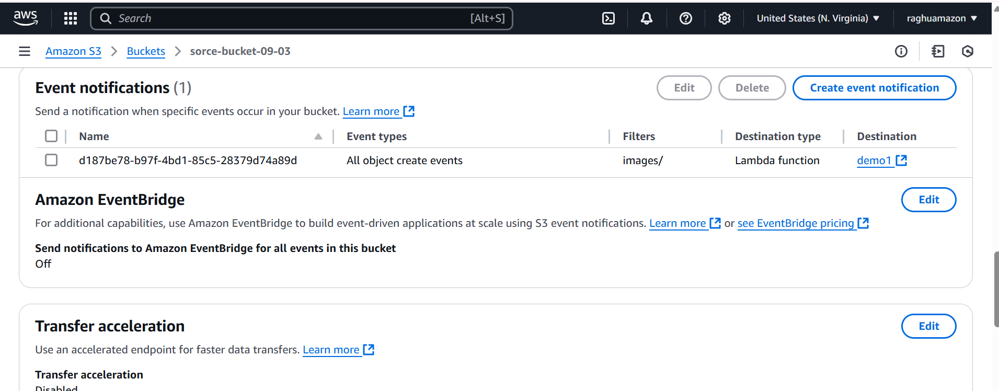 aws Search [Alt+S] United States (N. Virginia) raghuamazon
Amazon S3 Buckets sorce-bucket-09-03
Event notifications (1) Edit Delete Create event notification
Send a notification when specific events occur in your bucket. Learn more
Name Event types Filters Destination type Destination
d187be78-b97f-4bd1-85c5-28379d74a89d All object create events images/ Lambda function demo1
Amazon EventBridge Edit
For additional capabilities, use Amazon EventBridge to build event-driven applications at scale using S3 event notifications. Learn more or see EventBridge pricing
Send notifications to Amazon EventBridge for all events in this bucket
Off
Transfer acceleration Edit
Use an accelerated endpoint for faster data transfers. Learn more
Transfer acceleration
Disabled